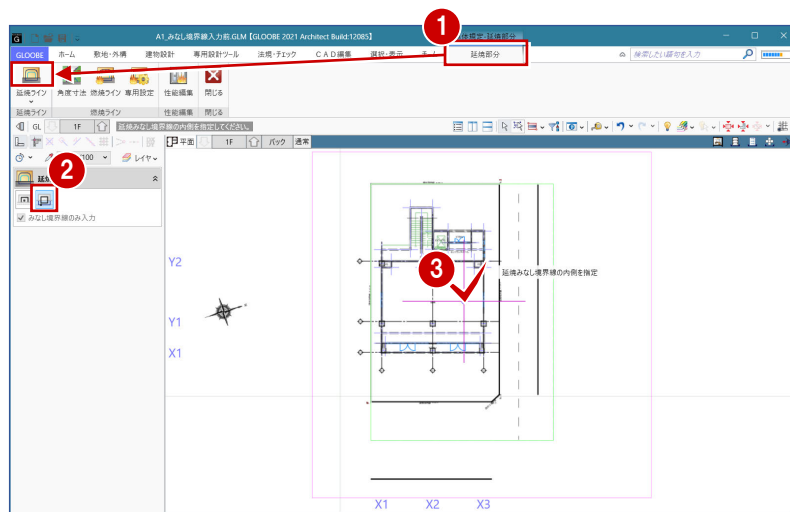 A1_みなし境界線入力前.GLM【GLOOBE 2021 Architect Build:12085】
体規定-延焼部分
1
GLOOBE ホーム 敷地・外構 建物設計 専用設計ツール 法規・チェック CAD編集 選択・表示 延焼部分 検索したい語句を入力
延焼ライン 角度寸法 燃焼ライン 専用設定 性能編集 閉じる
延焼ライン 燃焼ライン 性能編集 閉じる
GL 1F 延焼みなし境界線の内側を指定してください。
平面 1F バック 通常
100 レイヤ
2
みなし境界線のみ入力
3
延焼みなし境界線の内側を指定
Y2
Y1
X1
X1 X2 X3